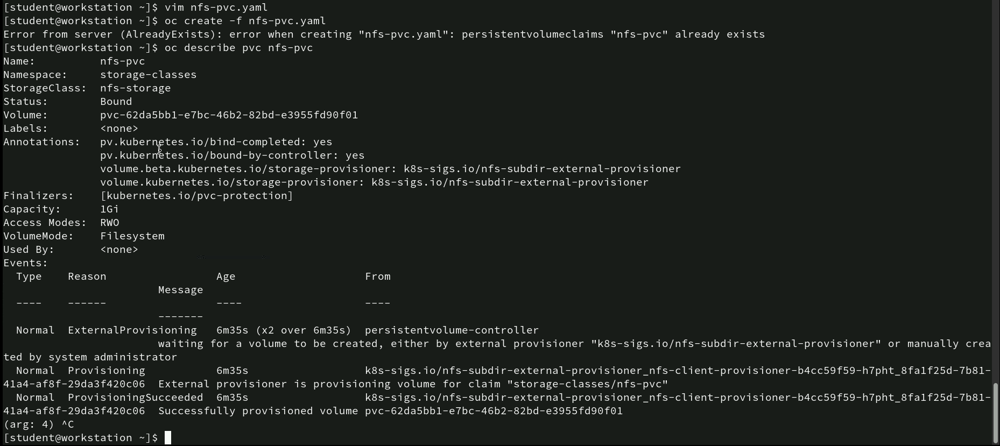 [student@workstation ~]$ vim nfs-pvc.yaml
[student@workstation ~]$ oc create -f nfs-pvc.yaml
Error from server (AlreadyExists): error when creating "nfs-pvc.yaml": persistentvolumeclaims "nfs-pvc" already exists
[student@workstation ~]$ oc describe pvc nfs-pvc
Name:          nfs-pvc
Namespace:     storage-classes
StorageClass:  nfs-storage
Status:        Bound
Volume:        pvc-62da5bb1-e7bc-46b2-82bd-e3955fd90f01
Labels:        <none>
Annotations:   pv.kubernetes.io/bind-completed: yes
               pv.kubernetes.io/bound-by-controller: yes
               volume.beta.kubernetes.io/storage-provisioner: k8s-sigs.io/nfs-subdir-external-provisioner
               volume.kubernetes.io/storage-provisioner: k8s-sigs.io/nfs-subdir-external-provisioner
Finalizers:    [kubernetes.io/pvc-protection]
Capacity:      1Gi
Access Modes:  RWO
VolumeMode:    Filesystem
Used By:       <none>
Events:
  Type    Reason                 Age                    From
                        Message
  ----    ------                 ----                   ----
                        -------
  Normal  ExternalProvisioning   6m35s (x2 over 6m35s)  persistentvolume-controller
                        waiting for a volume to be created, either by external provisioner "k8s-sigs.io/nfs-subdir-external-provisioner" or manually crea
ted by system administrator
  Normal  Provisioning           6m35s                  k8s-sigs.io/nfs-subdir-external-provisioner_nfs-client-provisioner-b4cc59f59-h7pht_8fa1f25d-7b81-
41a4-af8f-29da3f420c06  External provisioner is provisioning volume for claim "storage-classes/nfs-pvc"
  Normal  ProvisioningSucceeded  6m35s                  k8s-sigs.io/nfs-subdir-external-provisioner_nfs-client-provisioner-b4cc59f59-h7pht_8fa1f25d-7b81-
41a4-af8f-29da3f420c06  Successfully provisioned volume pvc-62da5bb1-e7bc-46b2-82bd-e3955fd90f01
(arg: 4) ^C
[student@workstation ~]$